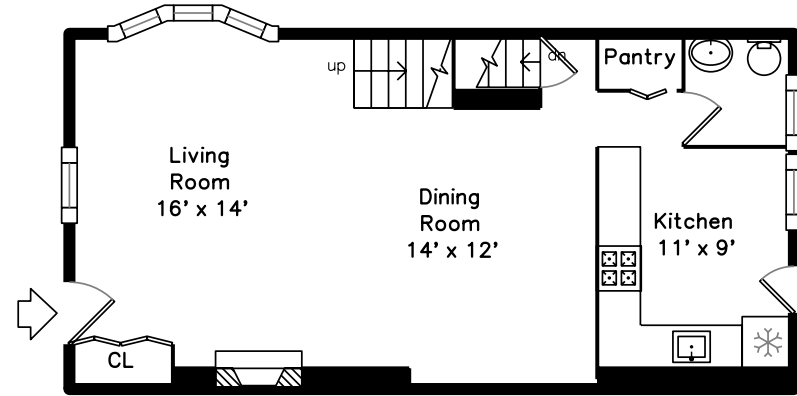 up
dn
Pantry
Living
Room
16' x 14'
Dining
Room
14' x 12'
Kitchen
11' x 9'
CL